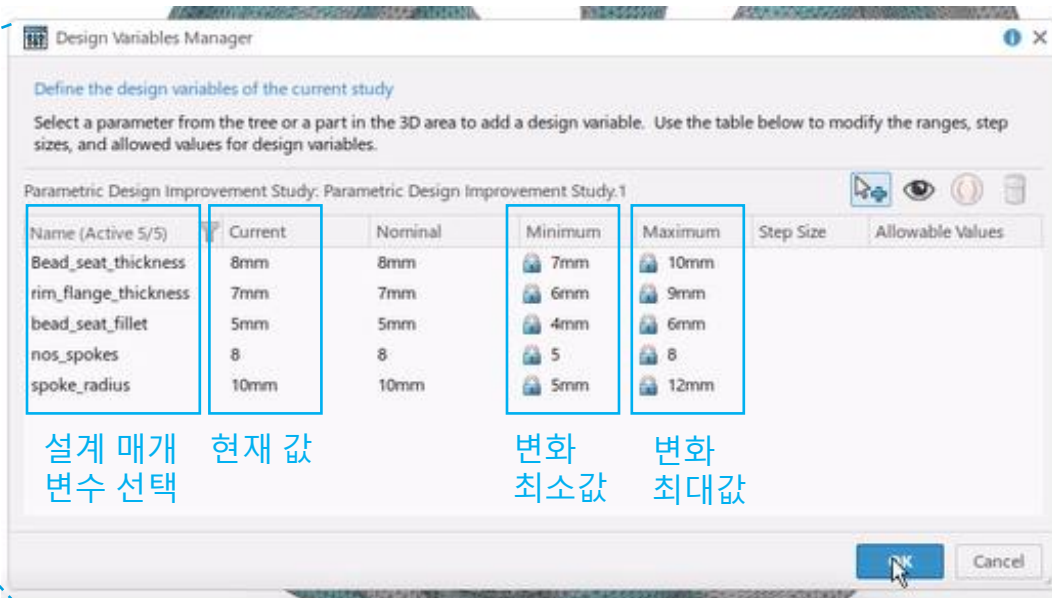 Design Variables Manager
Define the design variables of the current study
Select a parameter from the tree or a part in the 3D area to add a design variable. Use the table below to modify the ranges, step
sizes, and allowed values for design variables.
Parametric Design Improvement Study: Parametric Design Improvement Study.1
Name (Active 5/5) Current Nominal Minimum Maximum Step Size Allowable Values
Bead_seat_thickness 8mm 8mm 7mm 10mm
rim_flange_thickness 7mm 7mm 6mm 9mm
bead_seat_fillet 5mm 5mm 4mm 6mm
nos_spokes 8 8 5 8
spoke_radius 10mm 10mm 5mm 12mm
설계 매개 현재 값 변화 변화
변수 선택 최소값 최대값
OK Cancel